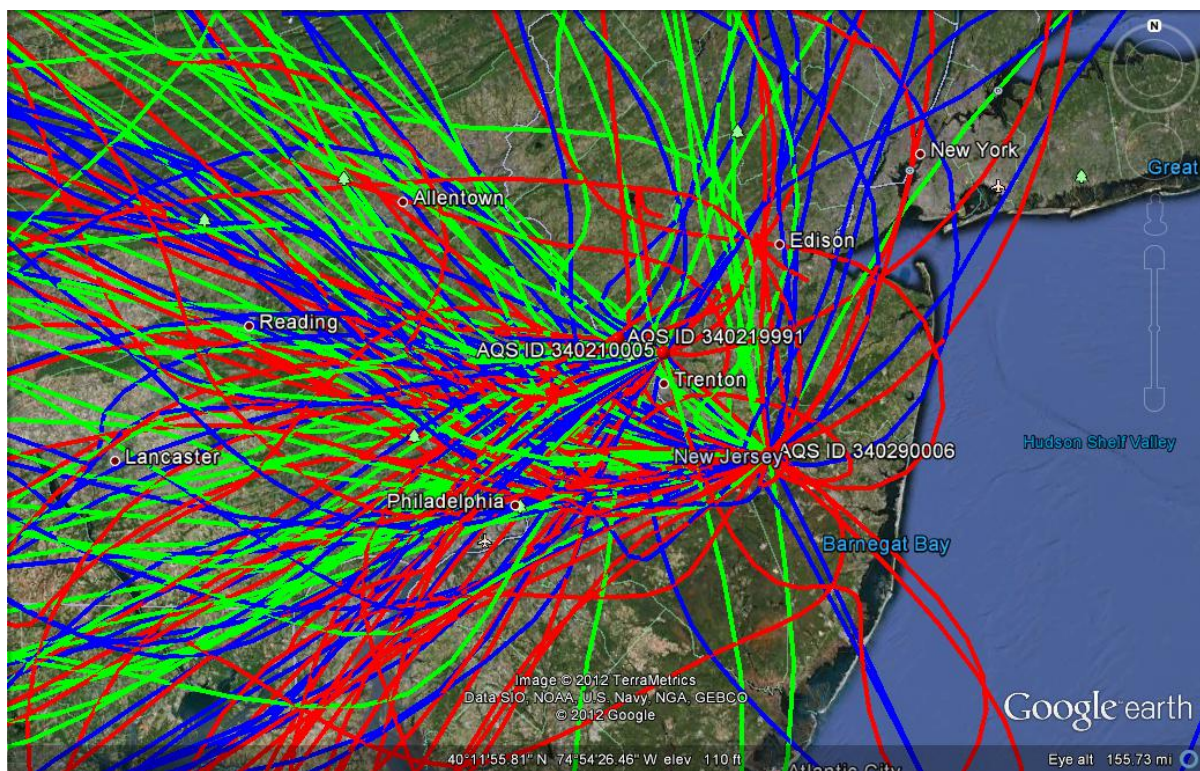 N
New York
Great
Allentown
Edison
Reading
AQS ID 340219991
AQS ID 340210005
Trenton
Hudson Shelf Valley
New Jersey
AQS ID 340290006
Lancaster
Philadelphia
Barnegat Bay
Image © 2012 TerraMetrics
Data SIO, NOAA, U.S. Navy, NGA, GEBCO
© 2012 Google
Google earth
40°11'55.81" N 74°54'26.46" W elev 110 ft
Eye alt 155.73 mi
Atlantic City